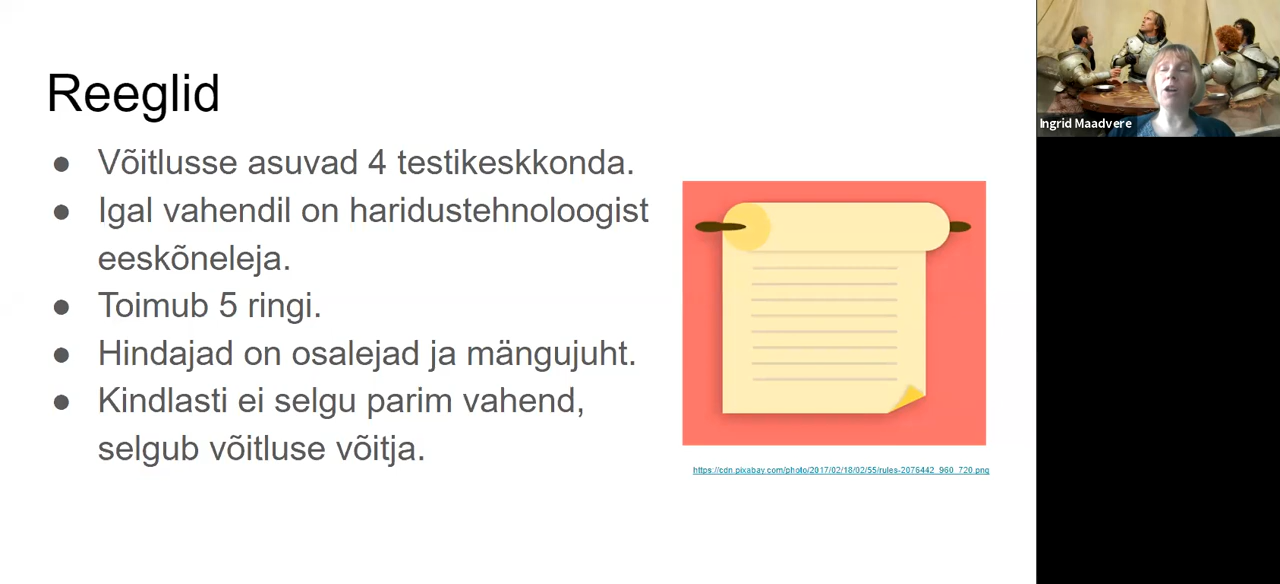 Reeglid
● Võitlusse asuvad 4 testikeskkonda.
● Igal vahendil on haridustehnoloogist
eeskõneleja.
● Toimub 5 ringi.
● Hindajad on osalejad ja mängujuht.
● Kindlasti ei selgu parim vahend,
selgub võitluse võitja.
https://cdn.pixabay.com/photo/2017/02/18/02/55/rules-2076442_960_720.png
Ingrid Maadvere